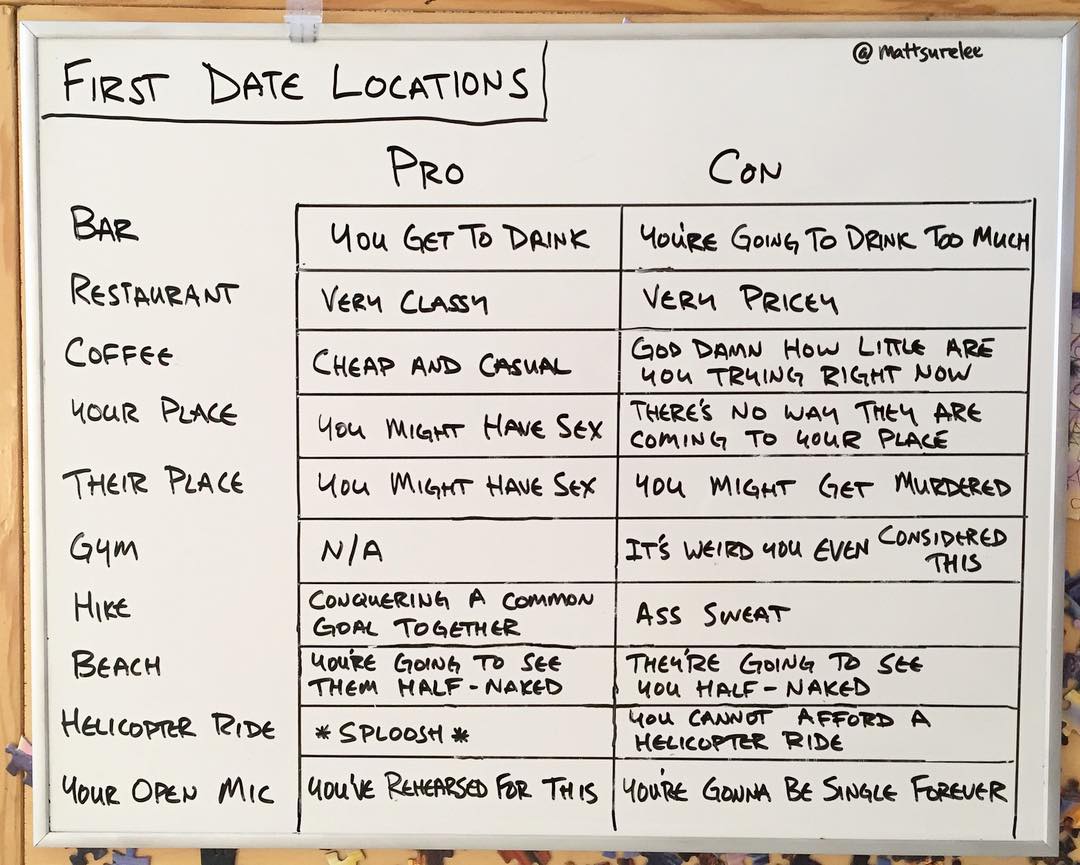 @mattsurelee
FIRST DATE LOCATIONS
PRO CON
BAR YOU GET TO DRINK YOU'RE GOING TO DRINK TOO MUCH
RESTAURANT VERY CLASSY VERY PRICEY
COFFEE CHEAP AND CASUAL GOD DAMN HOW LITTLE ARE
YOU TRYING RIGHT NOW
YOUR PLACE YOU MIGHT HAVE SEX THERE'S NO WAY THEY ARE
COMING TO YOUR PLACE
THEIR PLACE YOU MIGHT HAVE SEX YOU MIGHT GET MURDERED
GYM N/A IT'S WEIRD YOU EVEN CONSIDERED
THIS
HIKE CONQUERING A COMMON
GOAL TOGETHER ASS SWEAT
BEACH YOU'RE GOING TO SEE
THEM HALF-NAKED THEY'RE GOING TO SEE
YOU HALF-NAKED
HELICOPTER RIDE *SPLOOSH* YOU CANNOT AFFORD A
HELICOPTER RIDE
YOUR OPEN MIC YOU'VE REHEARSED FOR THIS YOU'RE GONNA BE SINGLE FOREVER